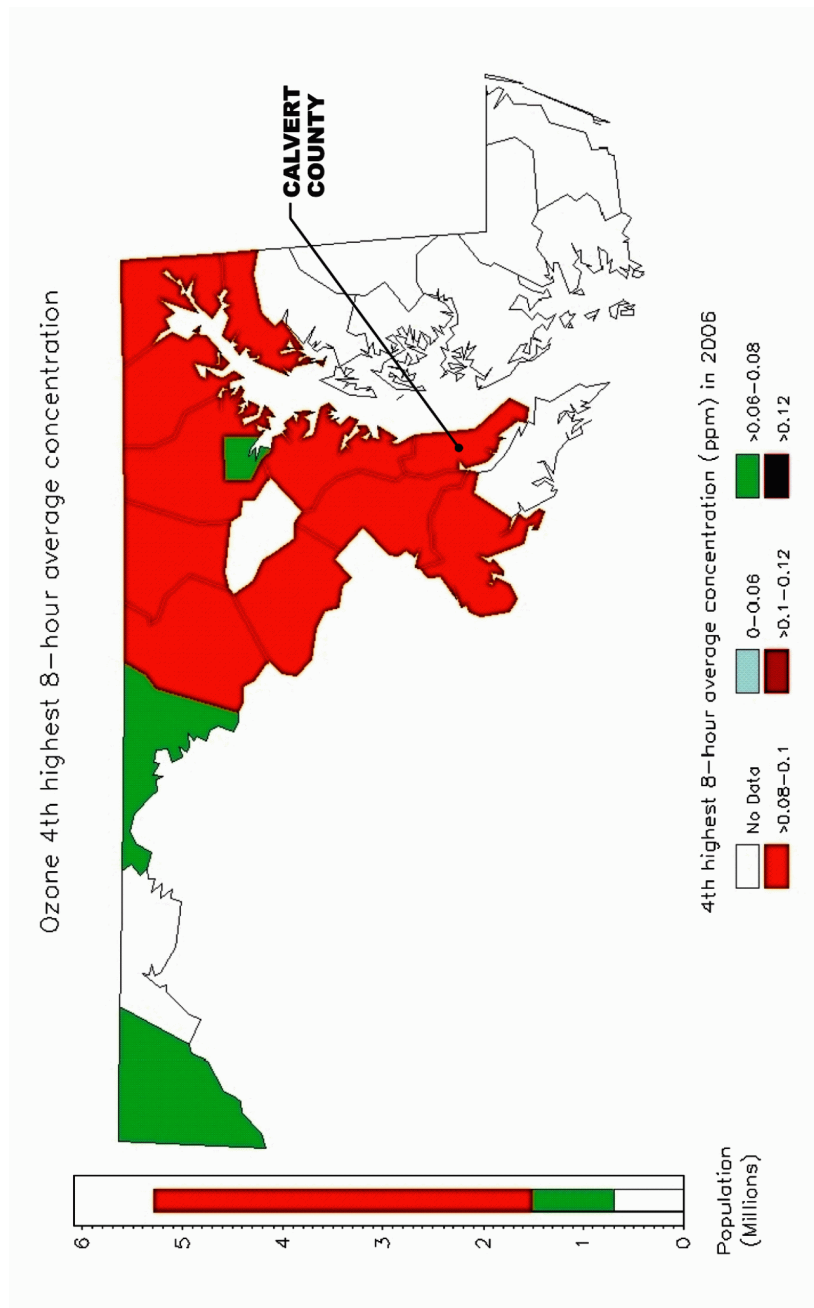 Ozone 4th highest 8-hour average concentration
CALVERT
COUNTY
6
5
4
3
2
1
0
Population
(Millions)
4th highest 8-hour average concentration (ppm) in 2006
No Data
0-0.06
>0.06-0.08
>0.08-0.1
>0.1-0.12
>0.12